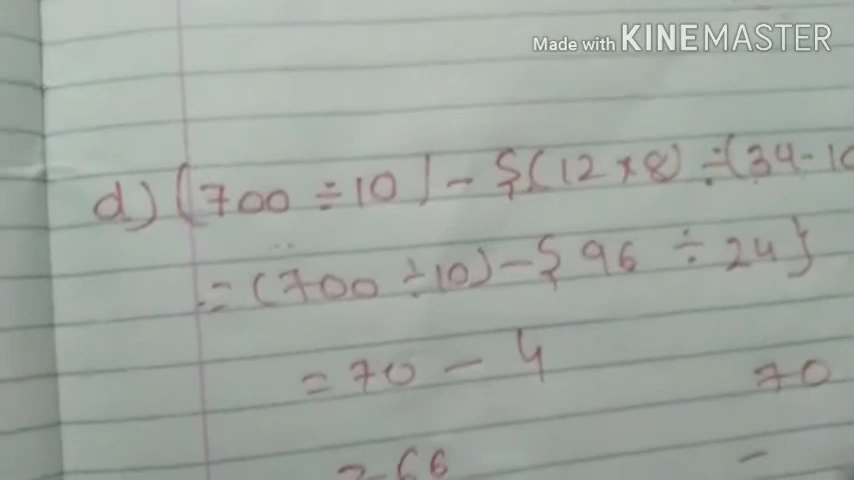 Made with KINEMASTER
d) (700 ÷ 10) - {(12 × 8) ÷ (34 - 10
= (700 ÷ 10) - { 96 ÷ 24 }
= 70 - 4
70
= 66
-